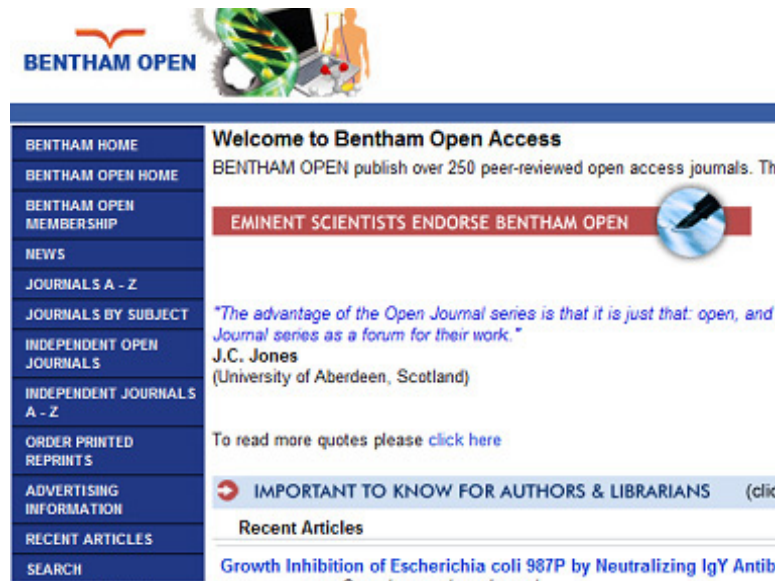 BENTHAM OPEN
BENTHAM HOME
BENTHAM OPEN HOME
BENTHAM OPEN
MEMBERSHIP
NEWS
JOURNALS A - Z
JOURNALS BY SUBJECT
INDEPENDENT OPEN
JOURNALS
INDEPENDENT JOURNALS
A - Z
ORDER PRINTED
REPRINTS
ADVERTISING
INFORMATION
RECENT ARTICLES
SEARCH
Welcome to Bentham Open Access
BENTHAM OPEN publish over 250 peer-reviewed open access journals. Th
EMINENT SCIENTISTS ENDORSE BENTHAM OPEN
"The advantage of the Open Journal series is that it is just that: open, and
Journal series as a forum for their work."
J.C. Jones
(University of Aberdeen, Scotland)
To read more quotes please click here
IMPORTANT TO KNOW FOR AUTHORS & LIBRARIANS (clic
Recent Articles
Growth Inhibition of Escherichia coli 987P by Neutralizing IgY Antib